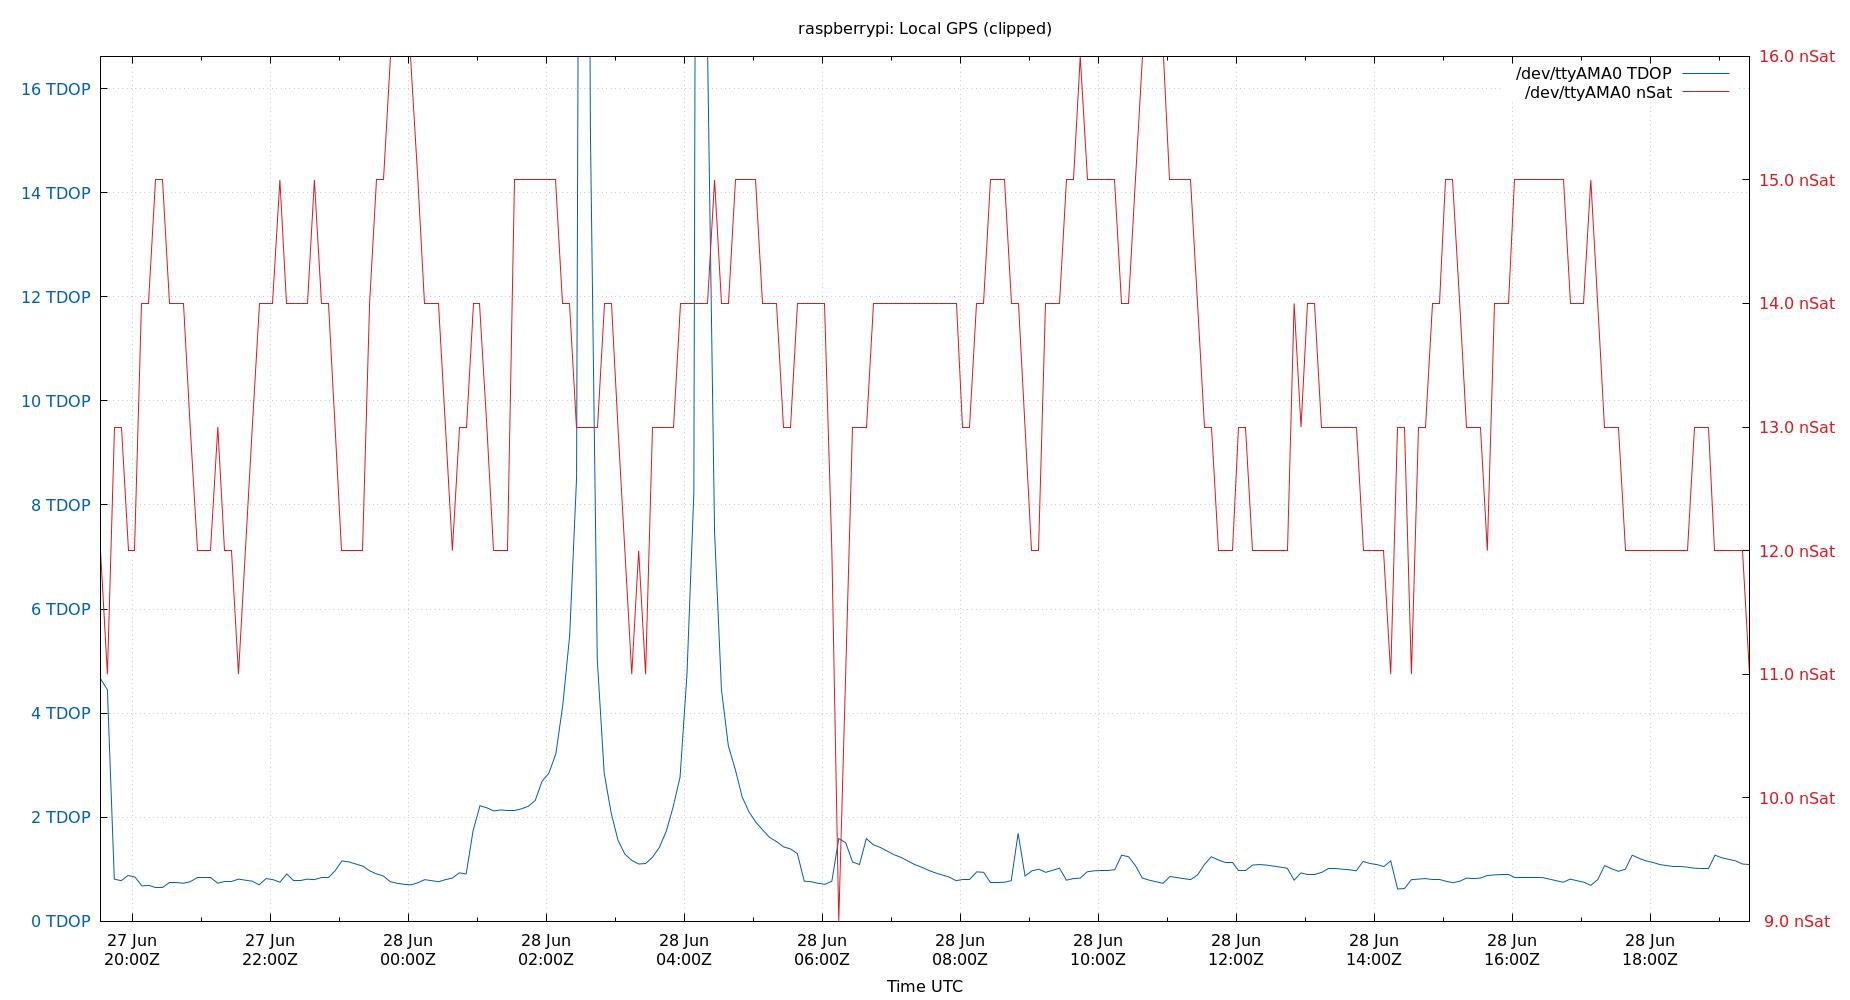 raspberrypi: Local GPS (clipped)
/dev/ttyAMA0 TDOP
/dev/ttyAMA0 nSat
16 TDOP
14 TDOP
12 TDOP
10 TDOP
8 TDOP
6 TDOP
4 TDOP
2 TDOP
0 TDOP
16.0 nSat
15.0 nSat
14.0 nSat
13.0 nSat
12.0 nSat
11.0 nSat
10.0 nSat
9.0 nSat
27 Jun 27 Jun 28 Jun 28 Jun 28 Jun 28 Jun 28 Jun 28 Jun 28 Jun 28 Jun 28 Jun 28 Jun
20:00Z 22:00Z 00:00Z 02:00Z 04:00Z 06:00Z 08:00Z 10:00Z 12:00Z 14:00Z 16:00Z 18:00Z
Time UTC